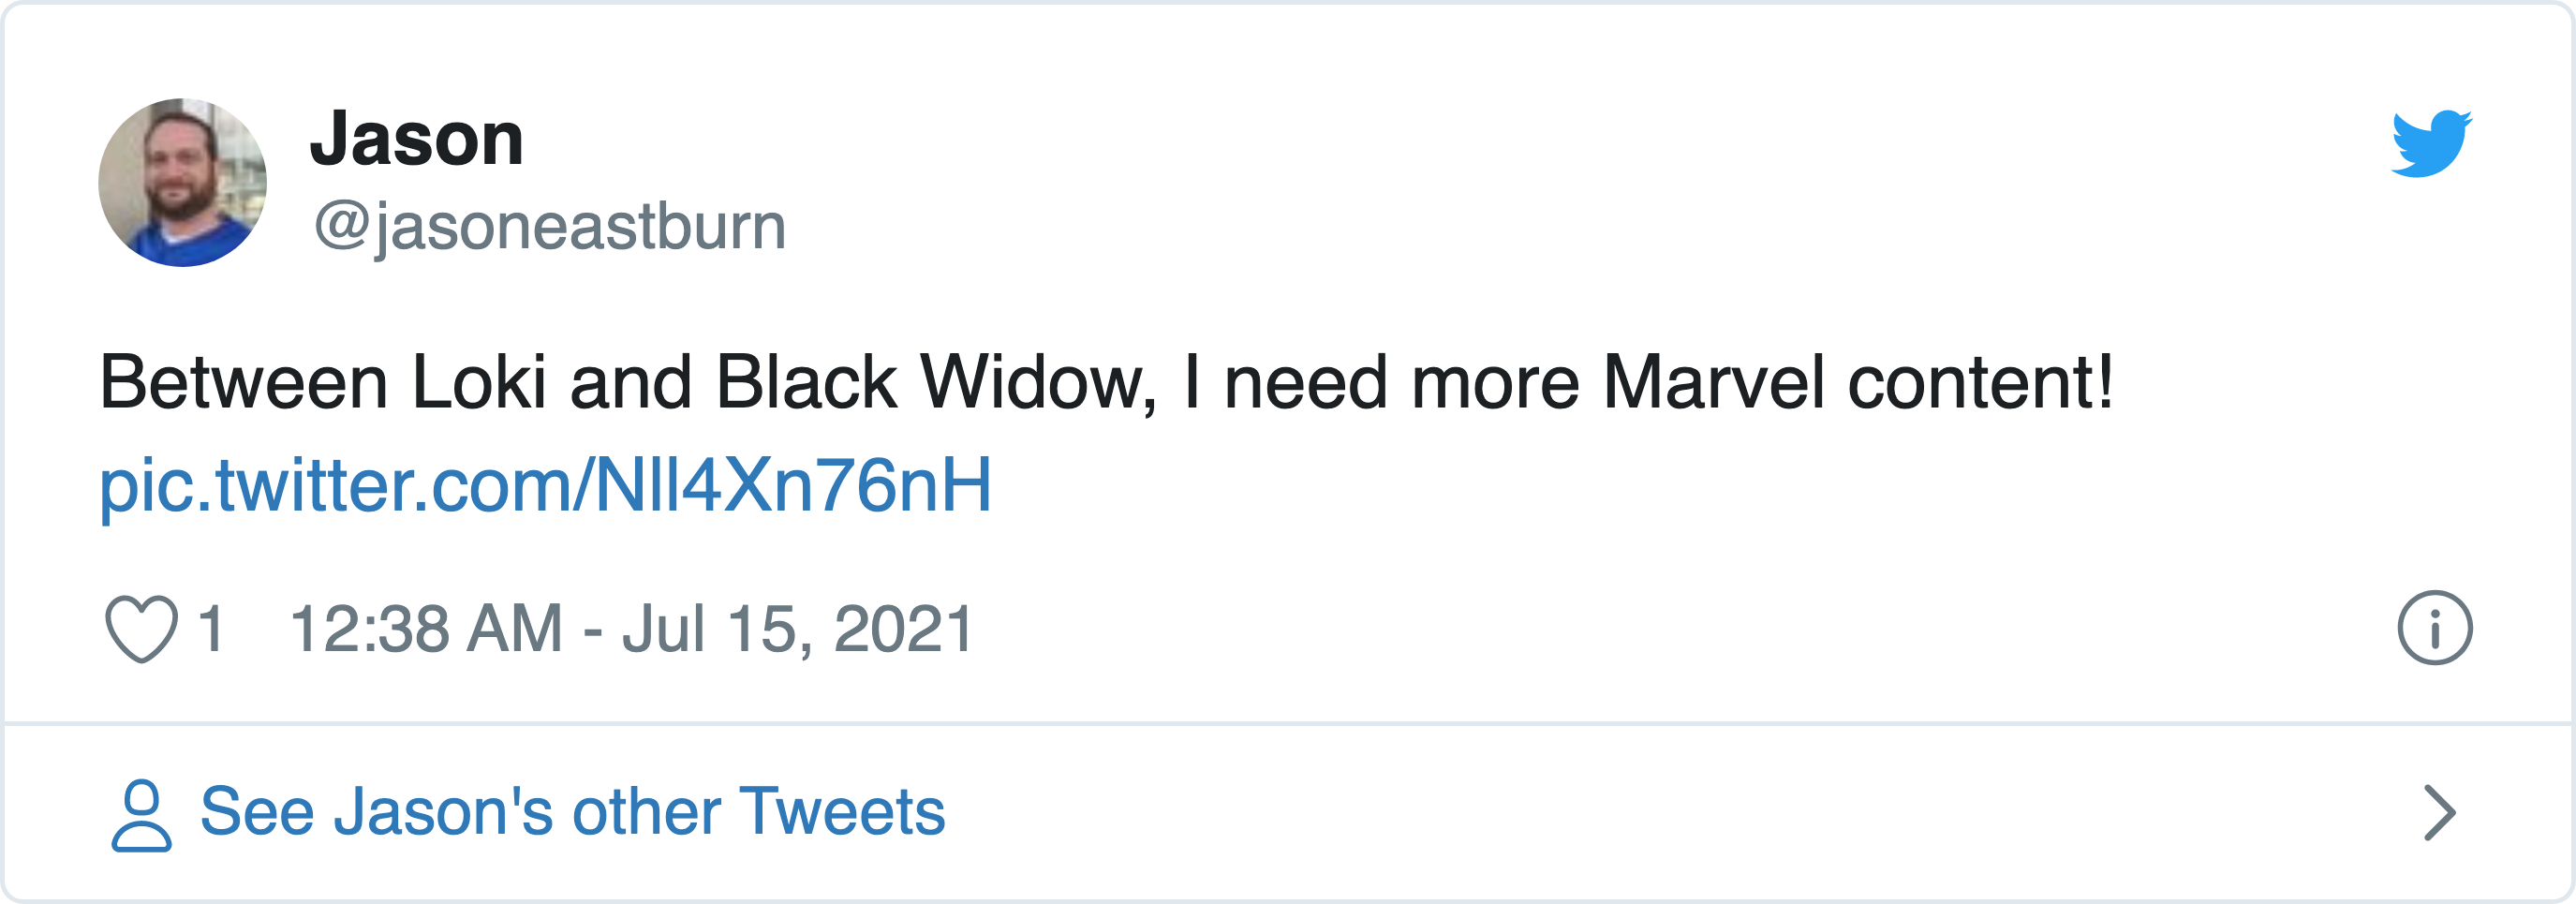 Jason
@jasoneastburn
Between Loki and Black Widow, I need more Marvel content!
pic.twitter.com/Nll4Xn76nH
1 12:38 AM - Jul 15, 2021
See Jason's other Tweets